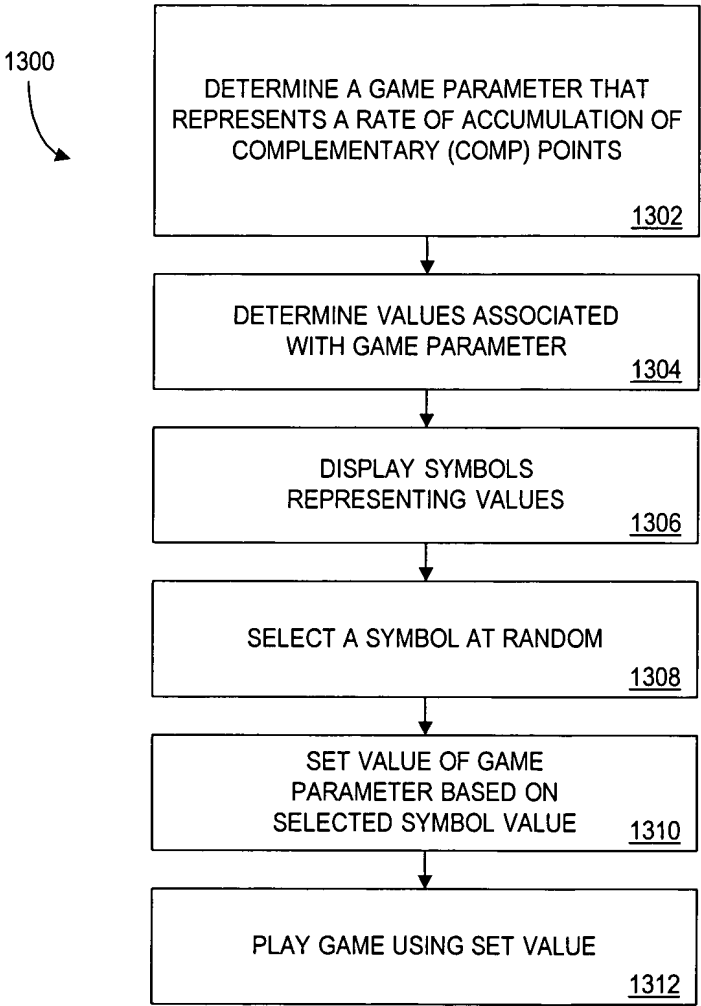 1300
DETERMINE A GAME PARAMETER THAT
REPRESENTS A RATE OF ACCUMULATION OF
COMPLEMENTARY (COMP) POINTS
1302
DETERMINE VALUES ASSOCIATED
WITH GAME PARAMETER
1304
DISPLAY SYMBOLS
REPRESENTING VALUES
1306
SELECT A SYMBOL AT RANDOM
1308
SET VALUE OF GAME
PARAMETER BASED ON
SELECTED SYMBOL VALUE
1310
PLAY GAME USING SET VALUE
1312